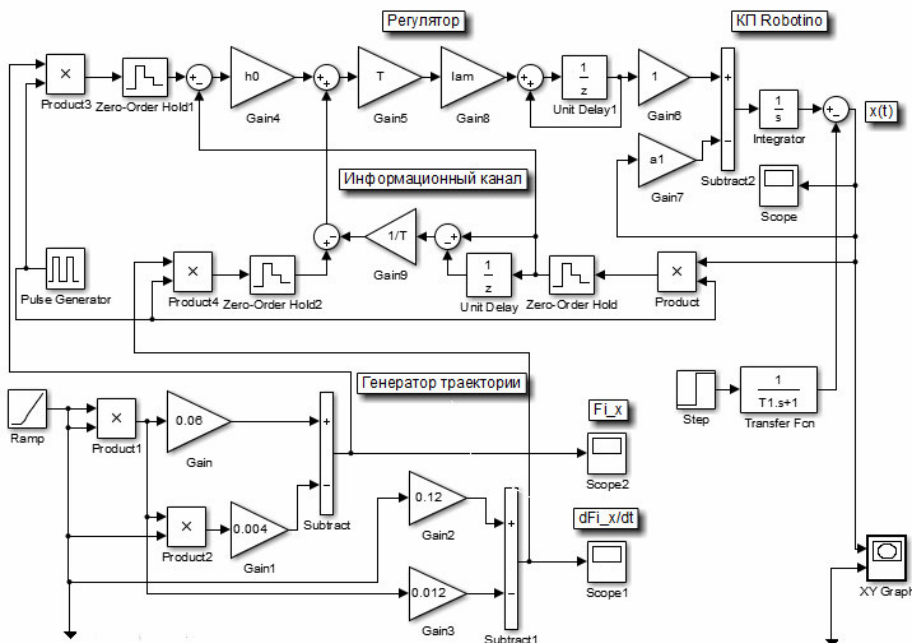 Регулятор
КП Robotino
×
Product3
Zero-Order Hold1
h0
Gain4
T
Gain5
lam
Gain8
1
z
Unit Delay1
1
Gain6
Subtract2
1
s
Integrator
x(t)
a1
Gain7
Scope
Информационный канал
Pulse Generator
×
Product4
Zero-Order Hold2
1/T
Gain9
1
z
Unit Delay
Zero-Order Hold
×
Product
Генератор траектории
Ramp
×
Product1
0.06
Gain
×
Product2
0.004
Gain1
Subtract
0.12
Gain2
0.012
Gain3
Subtract1
Fi_x
Scope2
dFi_x/dt
Scope1
Step
1
T1.s+1
Transfer Fcn
XY Graph